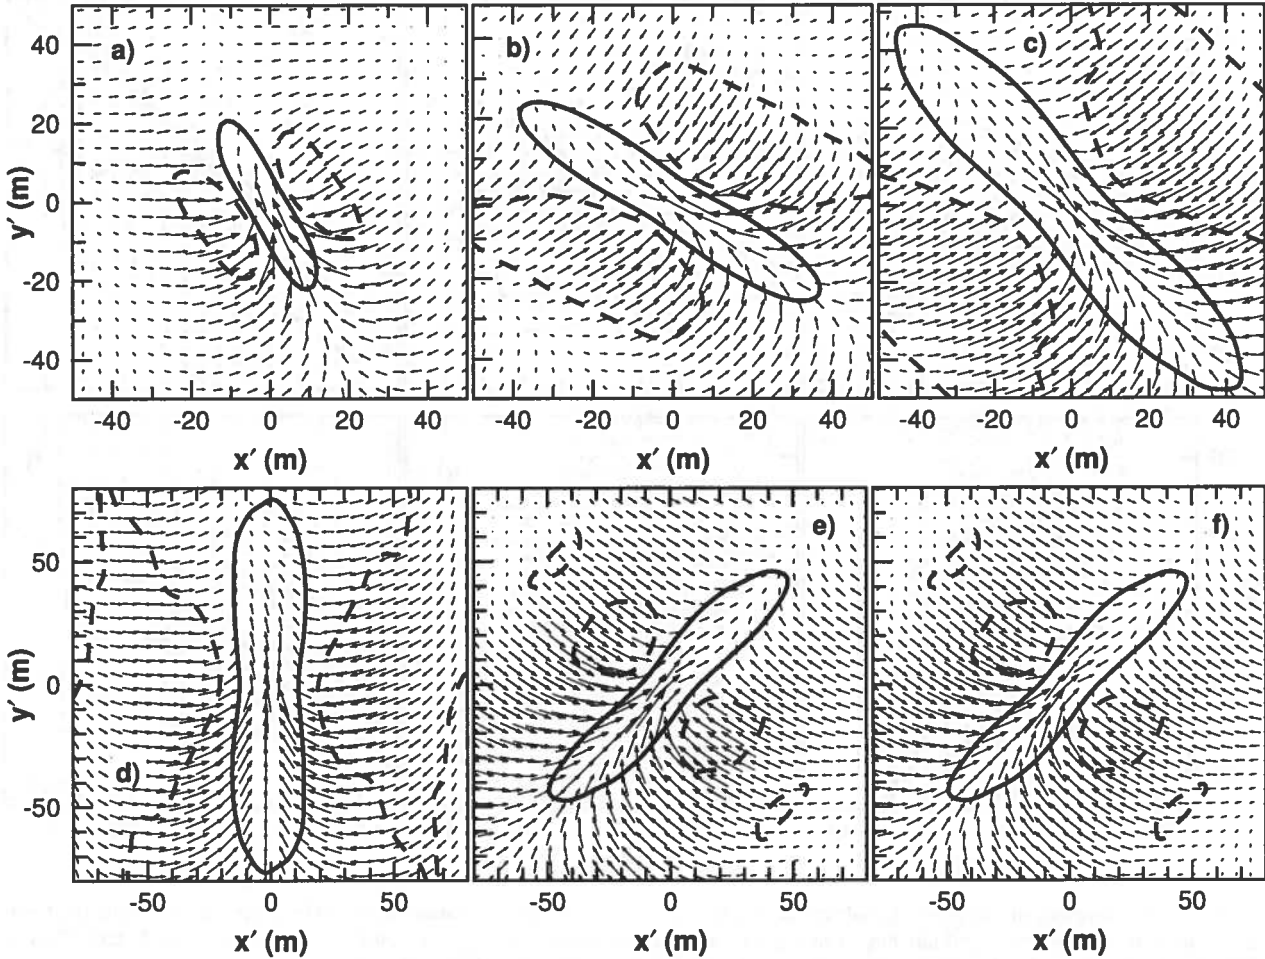 a) b) c)
40
20
y′ (m) 0
-20
-40
-40 -20 0 20 40 -40 -20 0 20 40 -40 -20 0 20 40
x′ (m) x′ (m) x′ (m)
e) f)
50
y′ (m) 0
d)
-50
-50 0 50 -50 0 50 -50 0 50
x′ (m) x′ (m) x′ (m)